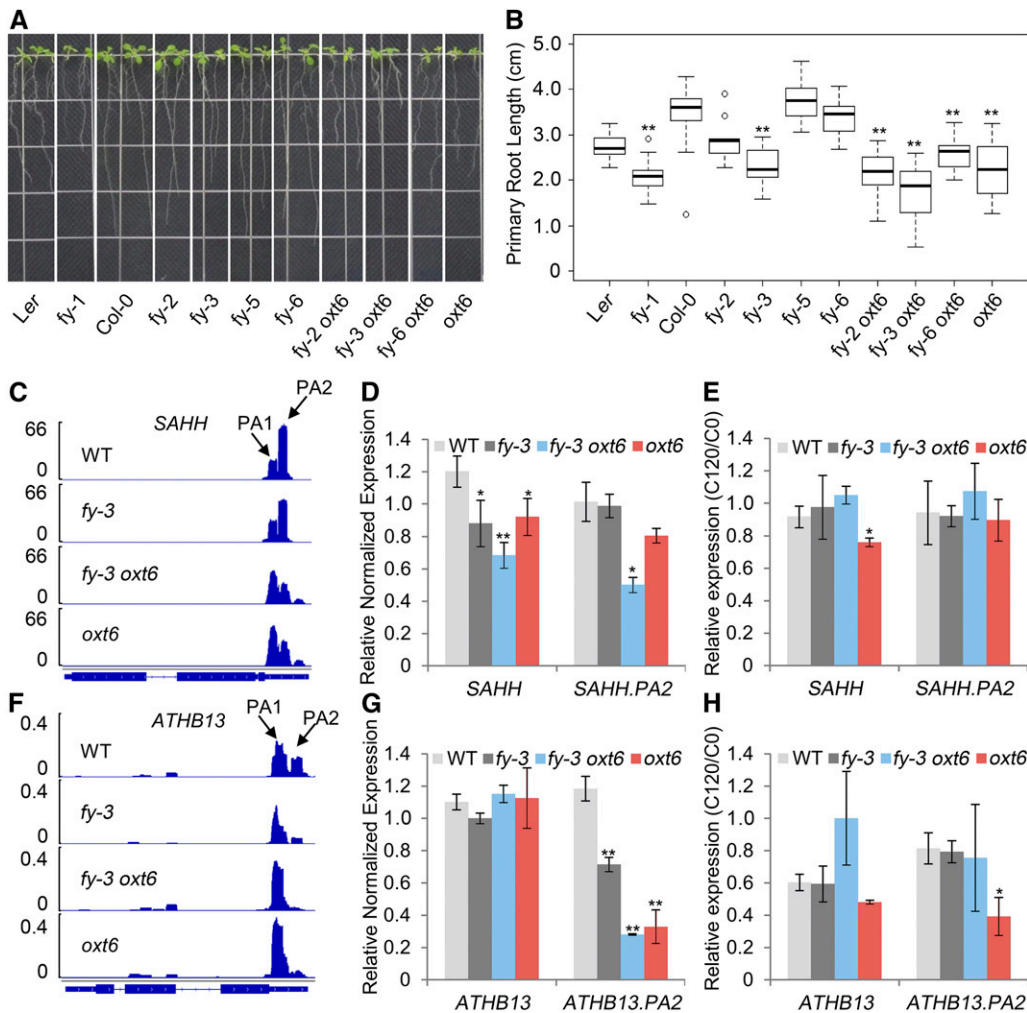 A
Ler
fy-1
Col-0
fy-2
fy-3
fy-5
fy-6
fy-2 oxt6
fy-3 oxt6
fy-6 oxt6
oxt6
B
Primary Root Length (cm)
5.0
4.0
3.0
2.0
1.0
0
**
**
**
**
**
**
Ler
fy-1
Col-0
fy-2
fy-3
fy-5
fy-6
fy-2 oxt6
fy-3 oxt6
fy-6 oxt6
oxt6
C
SAHH
PA1
PA2
66
0
WT
66
0
fy-3
66
0
fy-3 oxt6
66
0
oxt6
D
Relative Normalized Expression
1.4
1.2
1.0
0.8
0.6
0.4
0.2
0
WT fy-3 fy-3 oxt6 oxt6
*
**
*
*
SAHH SAHH.PA2
E
Relative expression (C120/C0)
1.4
1.2
1.0
0.8
0.6
0.4
0.2
0
WT fy-3 fy-3 oxt6 oxt6
*
SAHH SAHH.PA2
F
ATHB13
PA1
PA2
0.4
0
WT
0.4
0
fy-3
0.4
0
fy-3 oxt6
0.4
0
oxt6
G
Relative Normalized Expression
1.4
1.2
1.0
0.8
0.6
0.4
0.2
0
WT fy-3 fy-3 oxt6 oxt6
**
**
**
ATHB13 ATHB13.PA2
H
Relative expression (C120/C0)
1.4
1.2
1.0
0.8
0.6
0.4
0.2
0
WT fy-3 fy-3 oxt6 oxt6
*
ATHB13 ATHB13.PA2